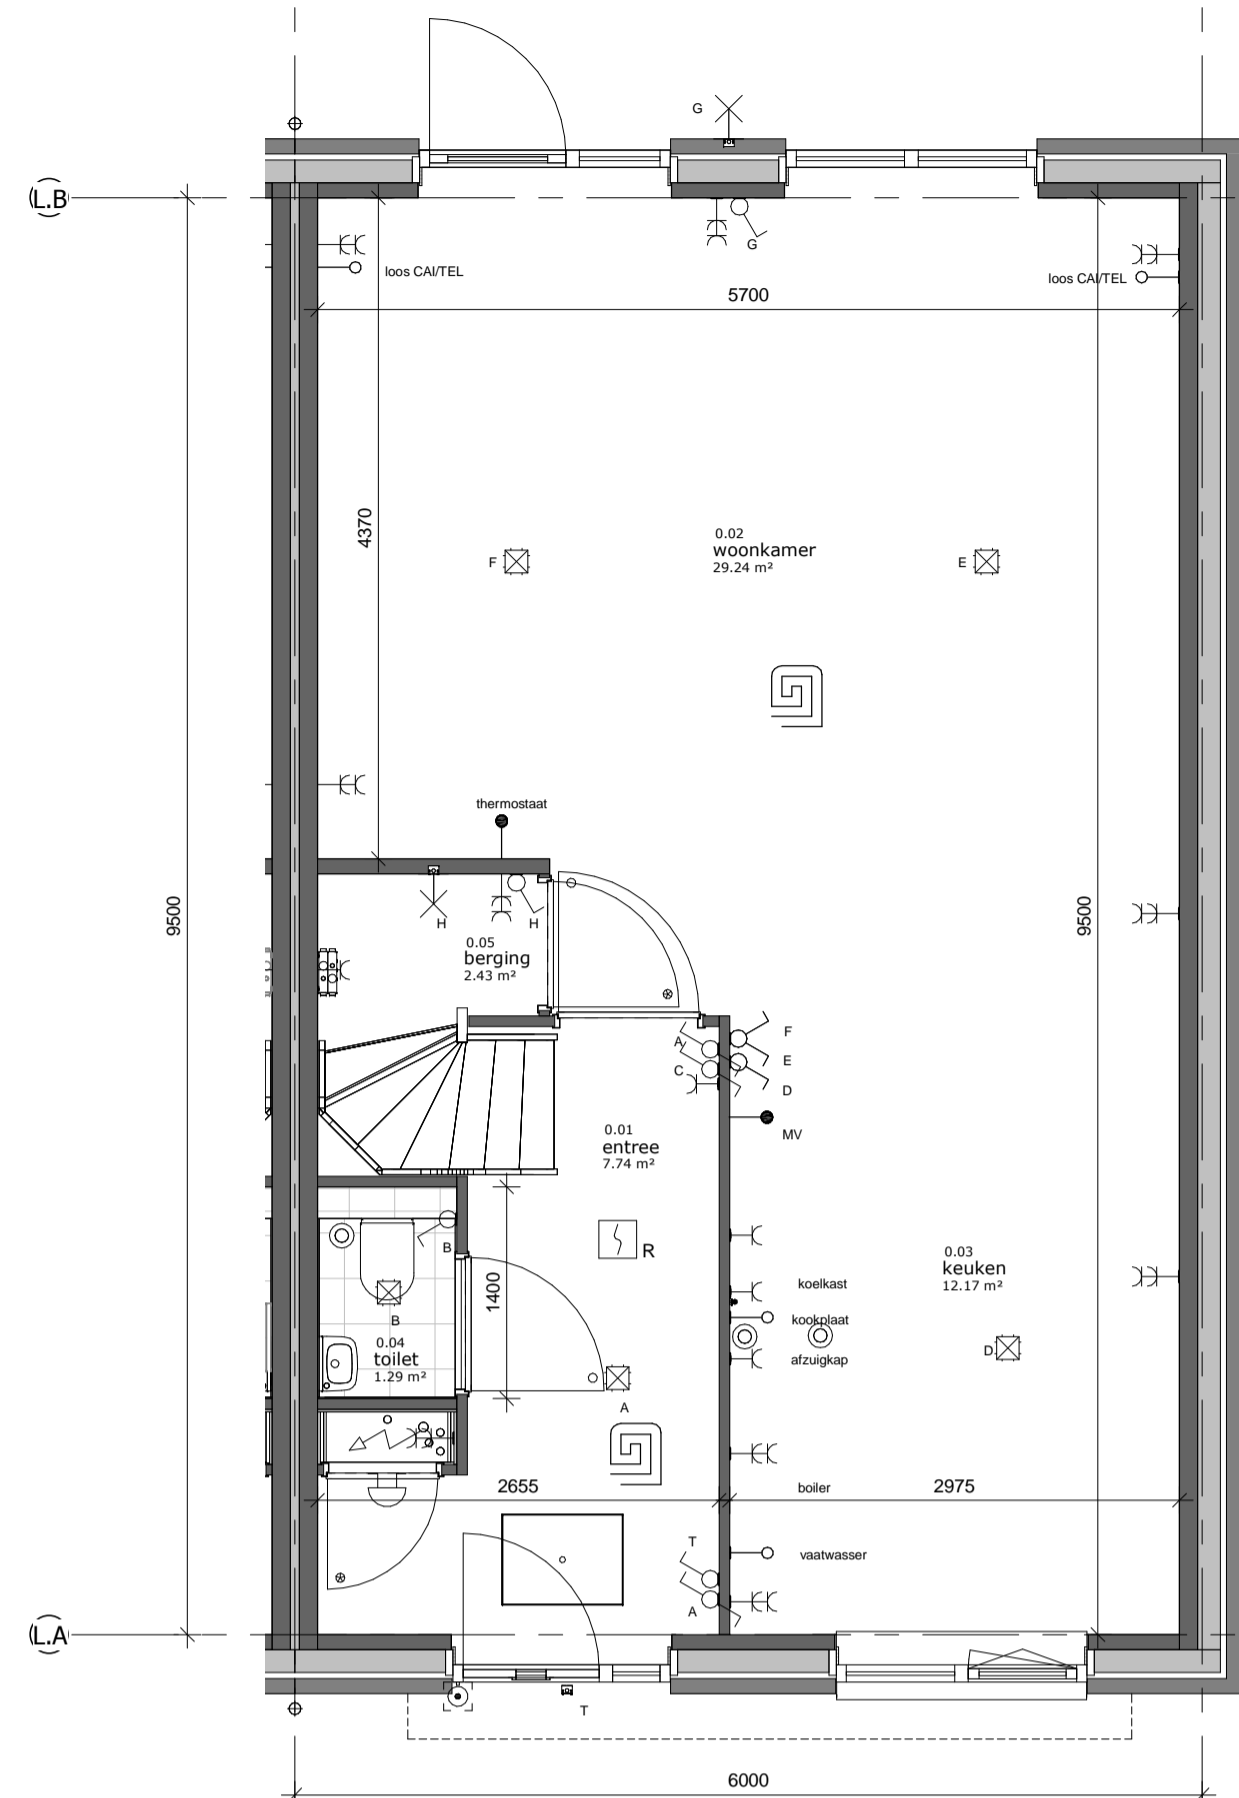 G
L.B
G
loos CAI/TEL
loos CAI/TEL
5700
4370
0.02
woonkamer
29.24 m²
F
E
thermostaat
9500
9500
H
H
0.05
berging
2.43 m²
F
A
E
C
D
0.01
entree
7.74 m²
MV
B
R
0.03
keuken
12.17 m²
koelkast
1400
kookplaat
B
0.04
toilet
1.29 m²
D
afzuigkap
A
2655
boiler
2975
T
vaatwasser
A
L.A
T
6000